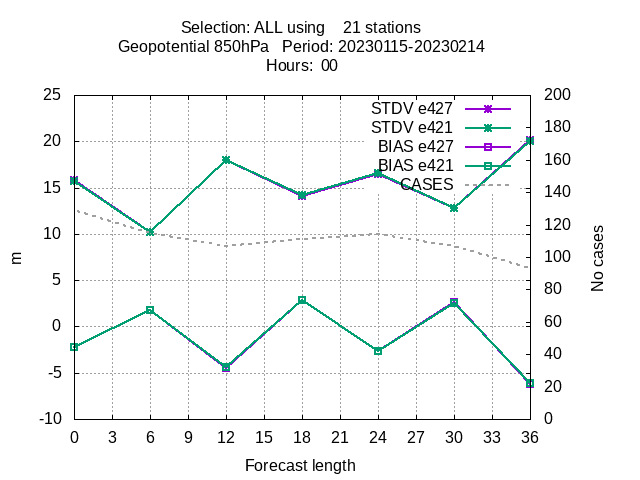 Selection: ALL using    21 stations
Geopotential 850hPa   Period: 20230115-20230214
Hours:  00
25 200
STDV e427
180
STDV e421
20 BIAS e427
160
BIAS e421
15 CASES
140
120
10
100
m
No cases
5 80
0 60
40
-5
20
-10 0
0 3 6 9 12 15 18 21 24 27 30 33 36
Forecast length